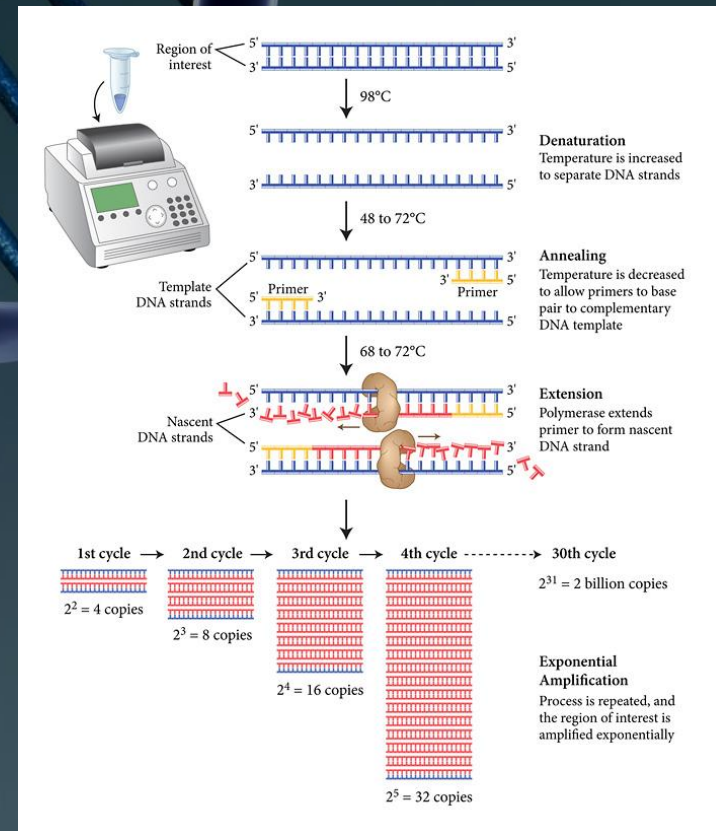 Region of
interest
5'
3'
3'
5'
98°C
5'
3'
3'
5'
Denaturation
Temperature is increased
to separate DNA strands
48 to 72°C
5'
3'
3'
5'
Primer
Template
DNA strands
5'
Primer
3'
3'
5'
Annealing
Temperature is decreased
to allow primers to base
pair to complementary
DNA template
68 to 72°C
5'
3'
3'
5'
Nascent
DNA strands
5'
3'
3'
5'
Extension
Polymerase extends
primer to form nascent
DNA strand
1st cycle
2nd cycle
3rd cycle
4th cycle
30th cycle
2² = 4 copies
2³ = 8 copies
2⁴ = 16 copies
2⁵ = 32 copies
2³¹ = 2 billion copies
Exponential
Amplification
Process is repeated, and
the region of interest is
amplified exponentially